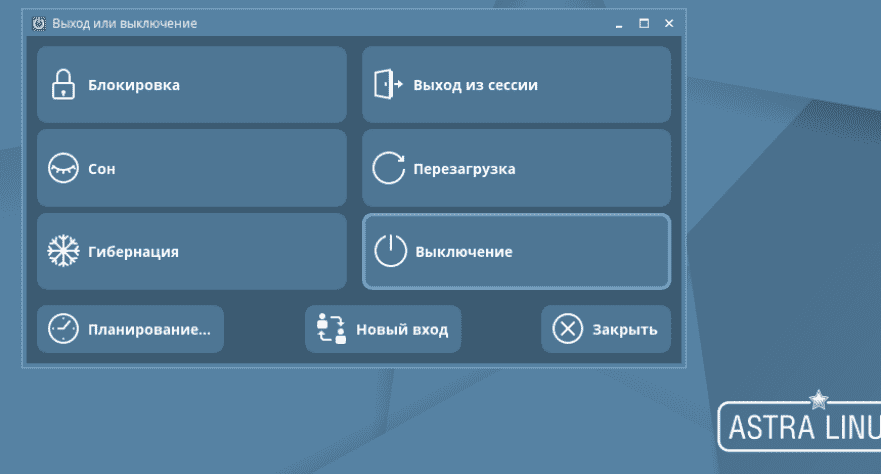 Выход или выключение
Блокировка
Выход из сессии
Сон
Перезагрузка
Гибернация
Выключение
Планирование...
Новый вход
Закрыть
ASTRA LINU